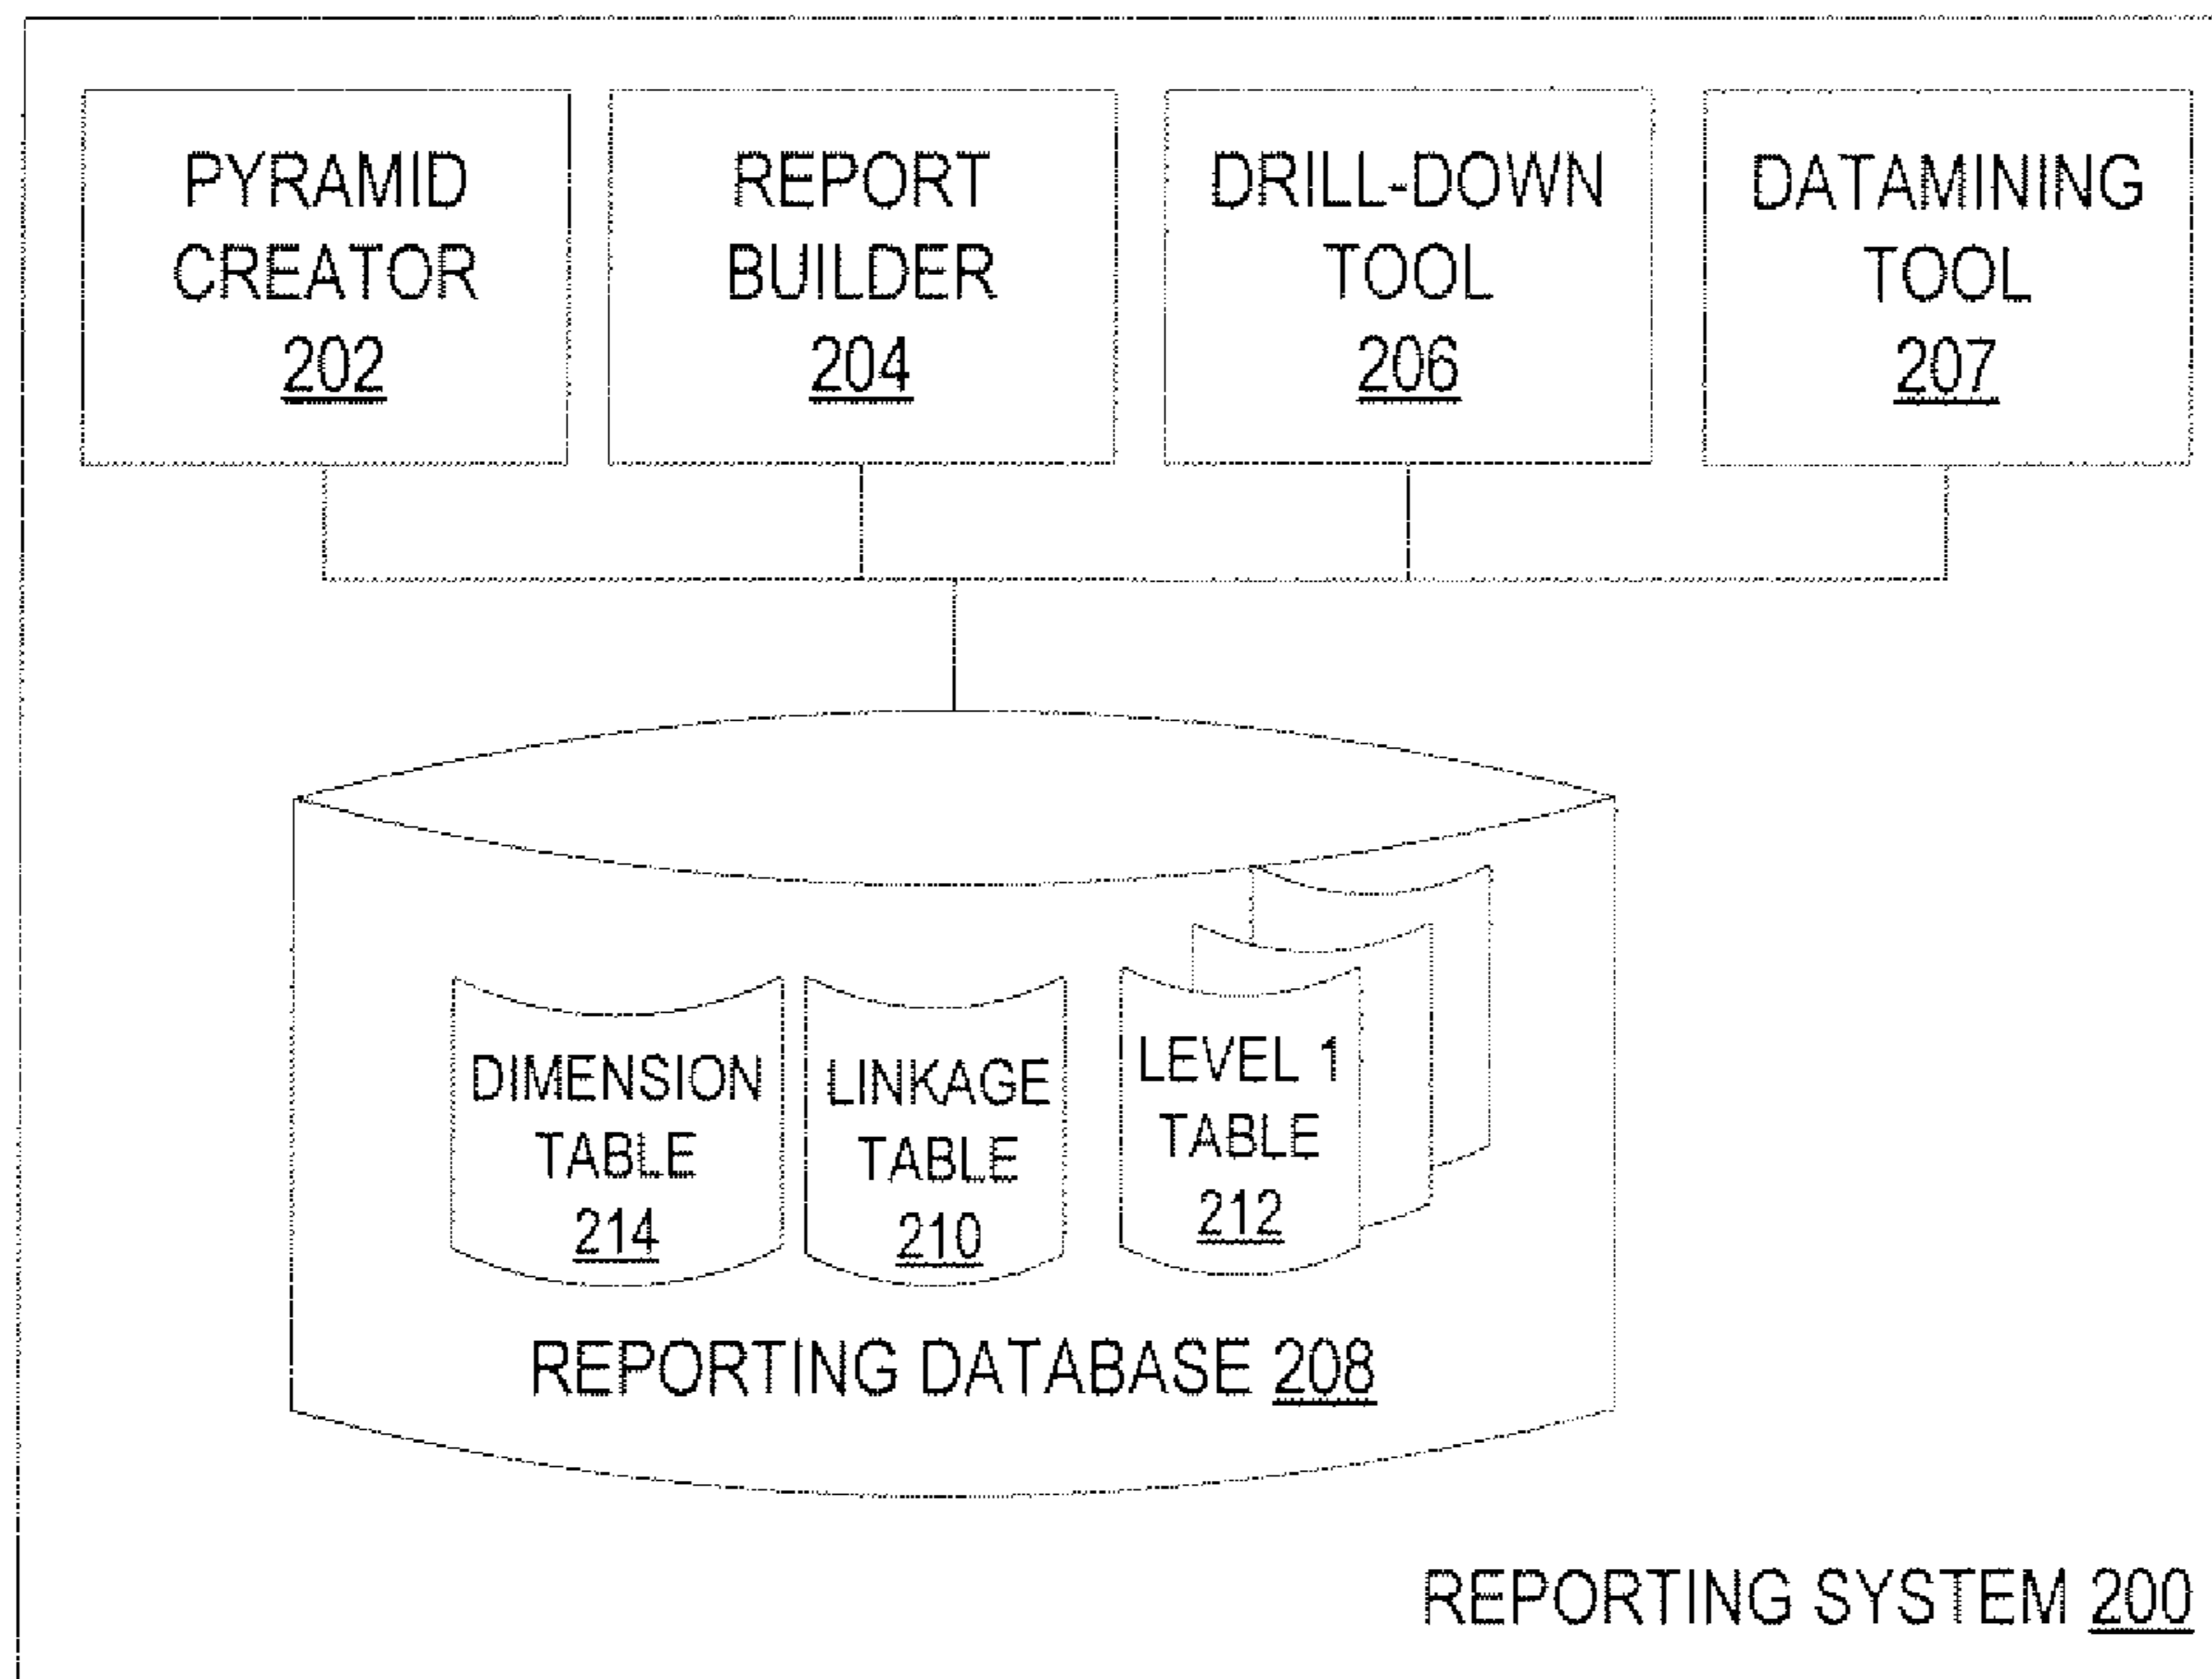 PYRAMID
CREATOR
202
REPORT
BUILDER
204
DRILL-DOWN
TOOL
206
DATAMINING
TOOL
207
DIMENSION
TABLE
214
LINKAGE
TABLE
210
LEVEL 1
TABLE
212
REPORTING DATABASE 208
REPORTING SYSTEM 200